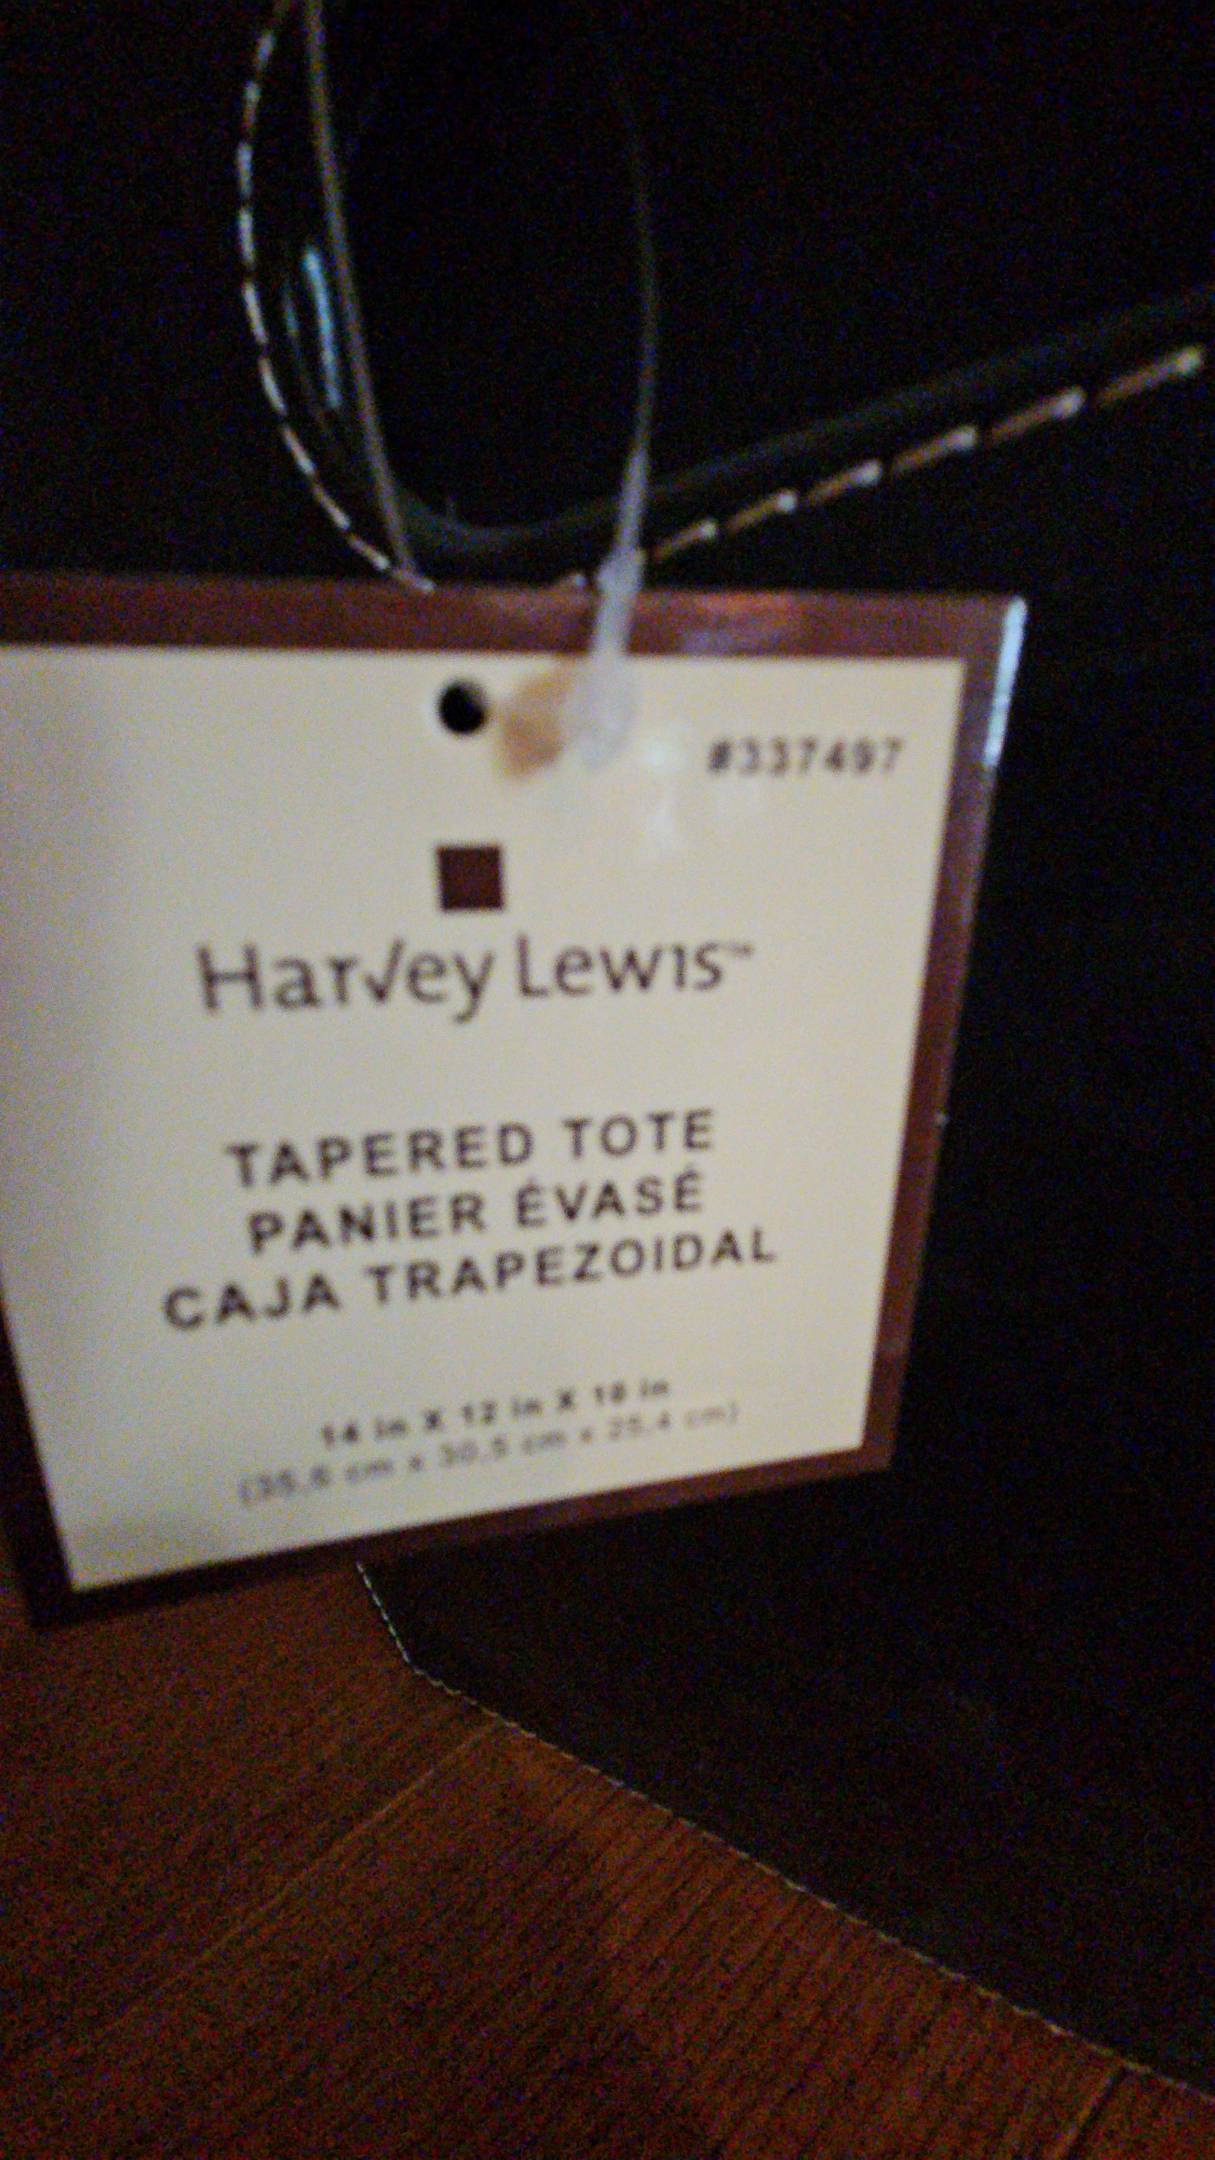 #337497
Harvey Lewis™
TAPERED TOTE
PANIER ÉVASÉ
CAJA TRAPEZOIDAL
14 in X 12 in X 10 in
(35,6 cm x 30,5 cm x 25,4 cm)